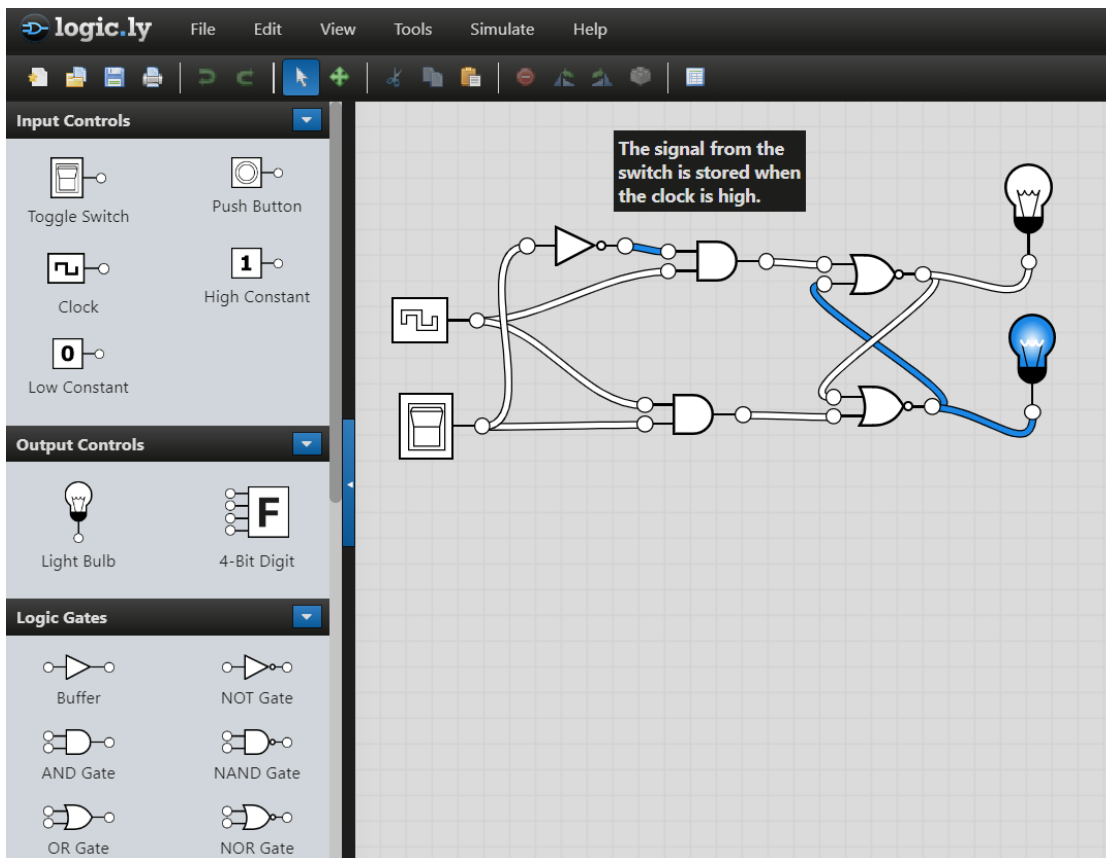 logic.ly File Edit View Tools Simulate Help
Input Controls
Toggle Switch
Push Button
Clock
1
High Constant
0
Low Constant
Output Controls
Light Bulb
F
4-Bit Digit
Logic Gates
Buffer
NOT Gate
AND Gate
NAND Gate
OR Gate
NOR Gate
The signal from the
switch is stored when
the clock is high.